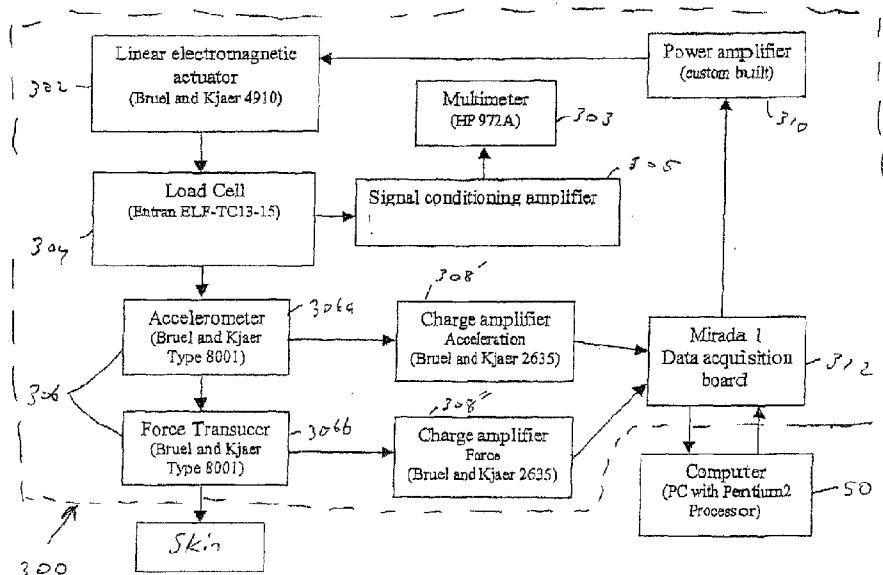 Linear electromagnetic
actuator
(Bruel and Kjaer 4910)
302
Power amplifier
(custom built)
310
Multimeter
(HP 972A)
303
Load Cell
(Entran ELF-TC13-15)
304
Signal conditioning amplifier
305
Accelerometer
(Bruel and Kjaer
Type 8001)
306a
308'
Charge amplifier
Acceleration
(Bruel and Kjaer 2635)
Mirada 1
Data acquisition
board
312
306
Force Transucer
(Bruel and Kjaer
Type 8001)
306b
308"
Charge amplifier
Force
(Bruel and Kjaer 2635)
Computer
(PC with Pentium2
Processor)
50
Skin
300